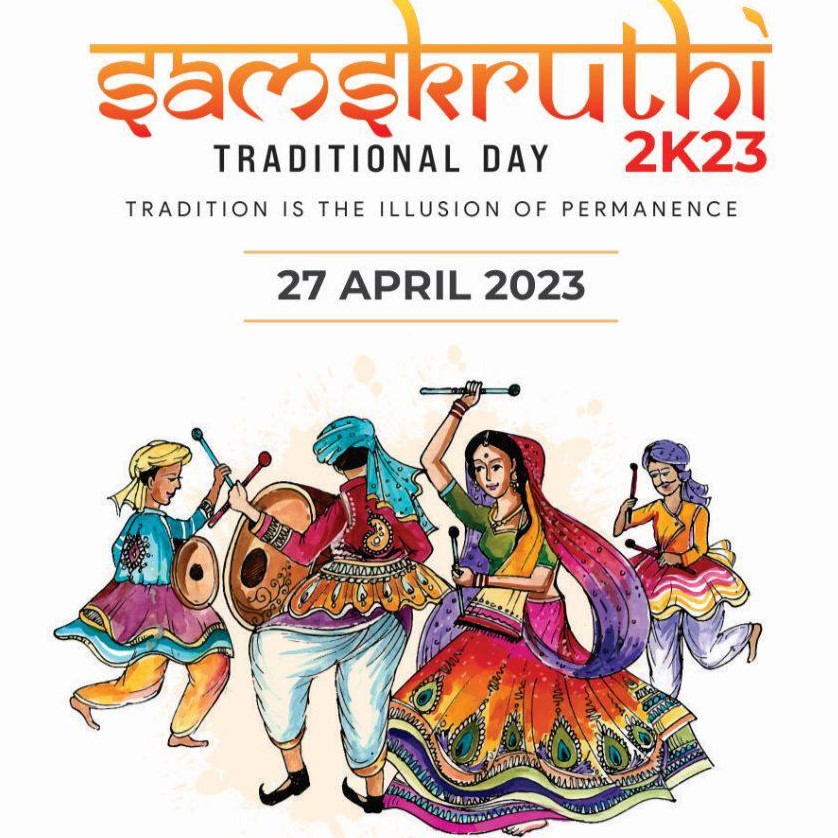 samskruthi
TRADITIONAL DAY 2K23
TRADITION IS THE ILLUSION OF PERMANENCE
27 APRIL 2023